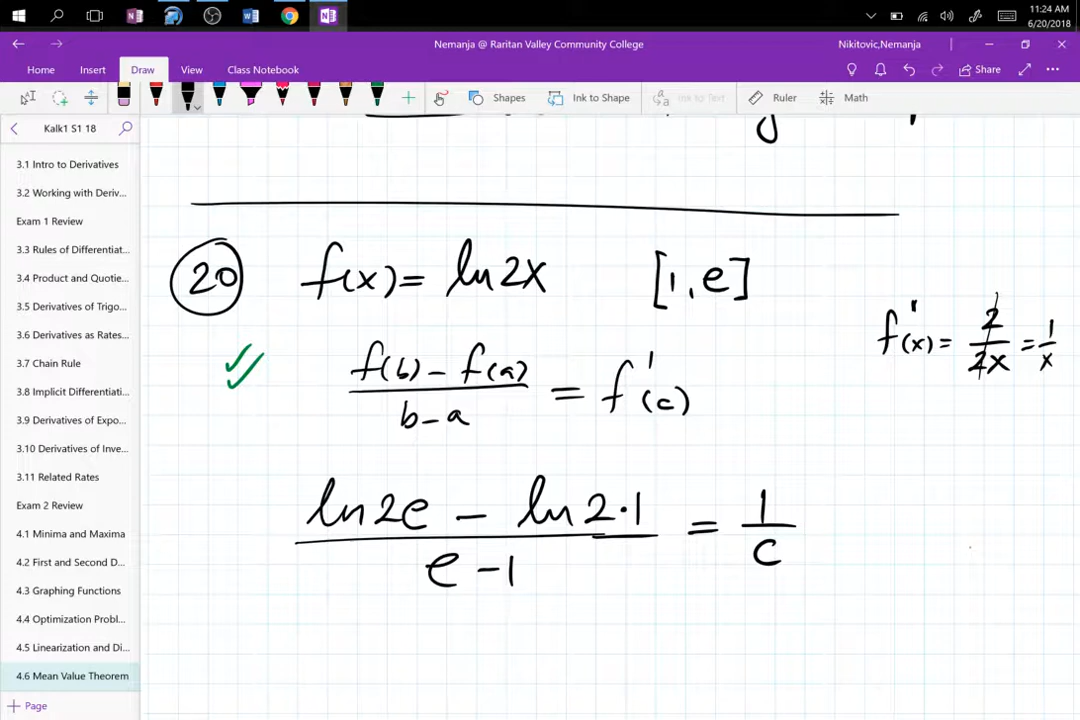 11:24 AM
6/20/2018
Nemanja @ Raritan Valley Community College
Nikitovic,Nemanja
Home Insert Draw View Class Notebook Share
Shapes Ink to Shape Ink to Text Ruler Math
Kalk1 S1 18
3.1 Intro to Derivatives
3.2 Working with Deriv...
Exam 1 Review
3.3 Rules of Differentiat...
3.4 Product and Quotie...
3.5 Derivatives of Trigo...
3.6 Derivatives as Rates...
3.7 Chain Rule
3.8 Implicit Differentiati...
3.9 Derivatives of Expo...
3.10 Derivatives of Inve...
3.11 Related Rates
Exam 2 Review
4.1 Minima and Maxima
4.2 First and Second D...
4.3 Graphing Functions
4.4 Optimization Probl...
4.5 Linearization and Di...
4.6 Mean Value Theorem
+ Page
20 f(x)= ln2x [1,e]
f'(x)= 2/2x = 1/x
f(b)-f(a)/b-a = f'(c)
ln2e - ln2·1/e-1 = 1/c